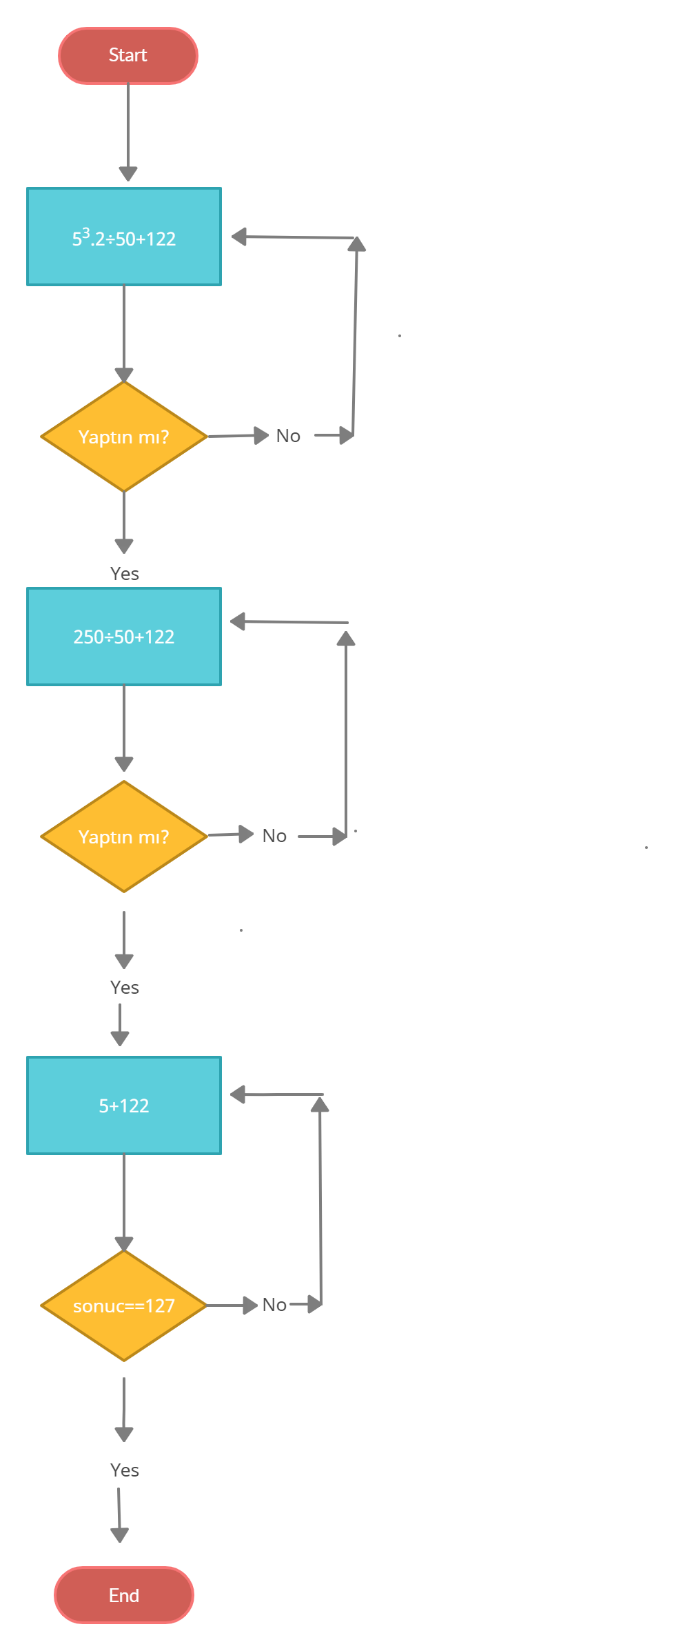 Start
5³.2÷50+122
Yaptın mı?
No
Yes
250÷50+122
Yaptın mı?
No
Yes
5+122
sonuc==127
No
Yes
End